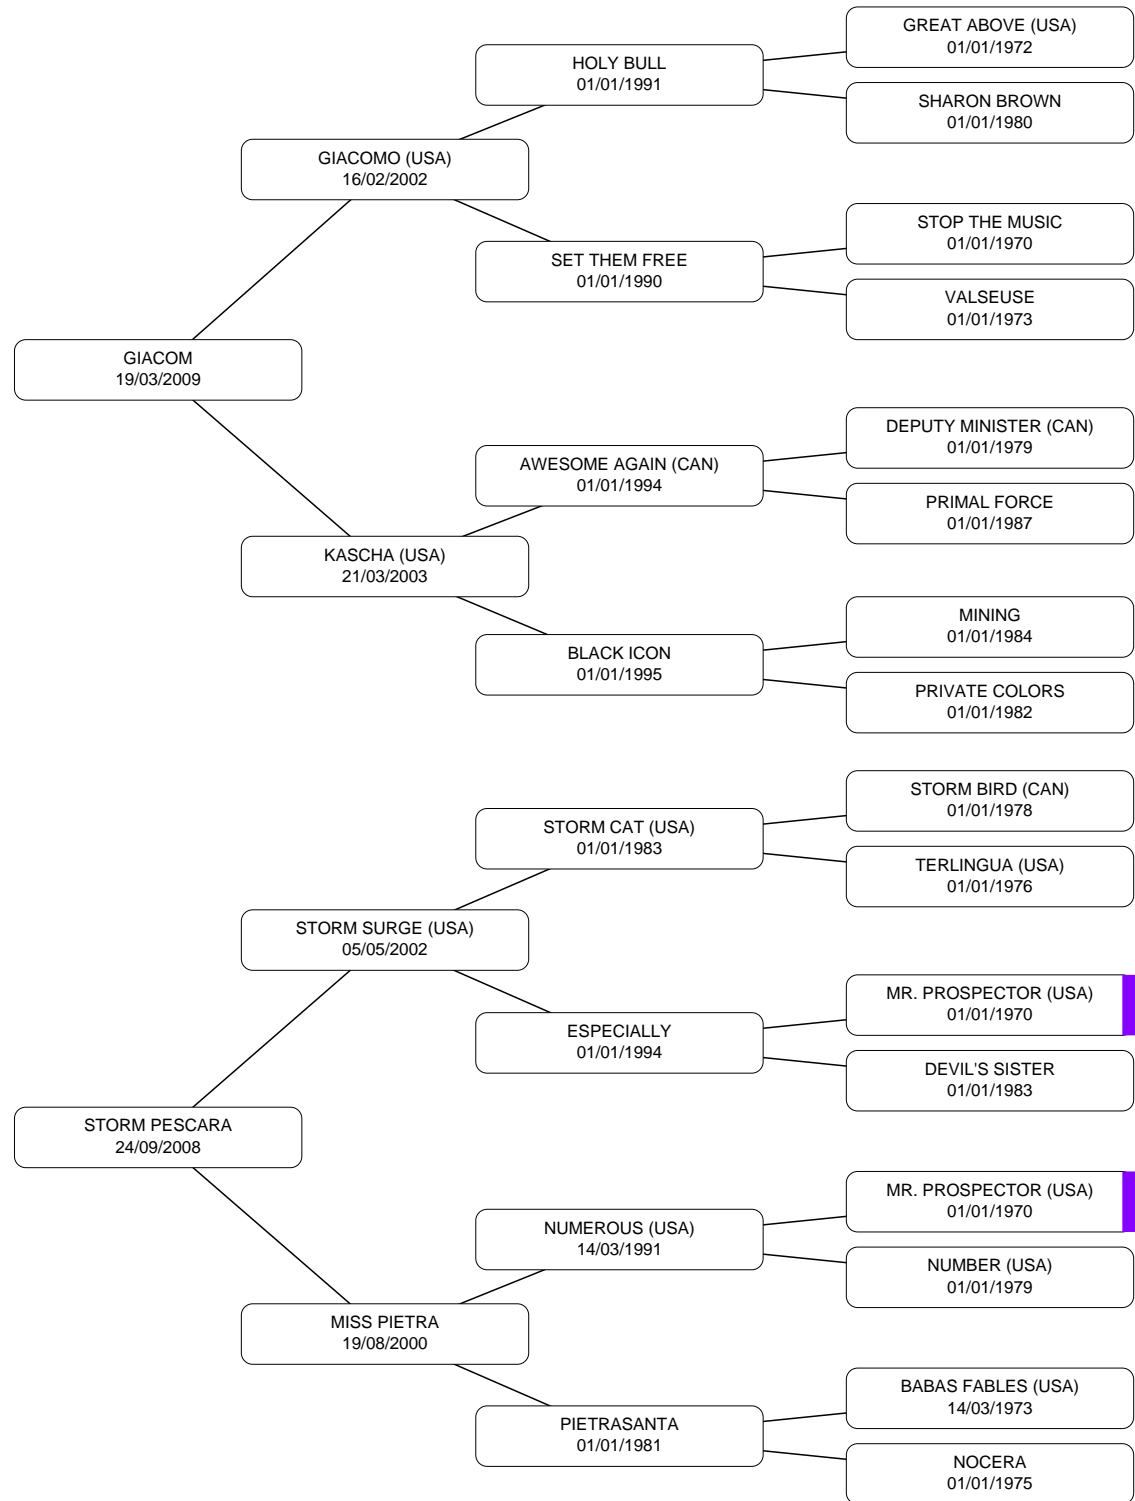 GREAT ABOVE (USA)
01/01/1972
HOLY BULL
01/01/1991
SHARON BROWN
01/01/1980
GIACOMO (USA)
16/02/2002
STOP THE MUSIC
01/01/1970
SET THEM FREE
01/01/1990
VALSEUSE
01/01/1973
GIACOM
19/03/2009
DEPUTY MINISTER (CAN)
01/01/1979
AWESOME AGAIN (CAN)
01/01/1994
PRIMAL FORCE
01/01/1987
KASCHA (USA)
21/03/2003
MINING
01/01/1984
BLACK ICON
01/01/1995
PRIVATE COLORS
01/01/1982
STORM BIRD (CAN)
01/01/1978
STORM CAT (USA)
01/01/1983
TERLINGUA (USA)
01/01/1976
STORM SURGE (USA)
05/05/2002
MR. PROSPECTOR (USA)
01/01/1970
ESPECIALLY
01/01/1994
DEVIL'S SISTER
01/01/1983
STORM PESCARA
24/09/2008
MR. PROSPECTOR (USA)
01/01/1970
NUMEROUS (USA)
14/03/1991
NUMBER (USA)
01/01/1979
MISS PIETRA
19/08/2000
BABAS FABLES (USA)
14/03/1973
PIETRASANTA
01/01/1981
NOCERA
01/01/1975